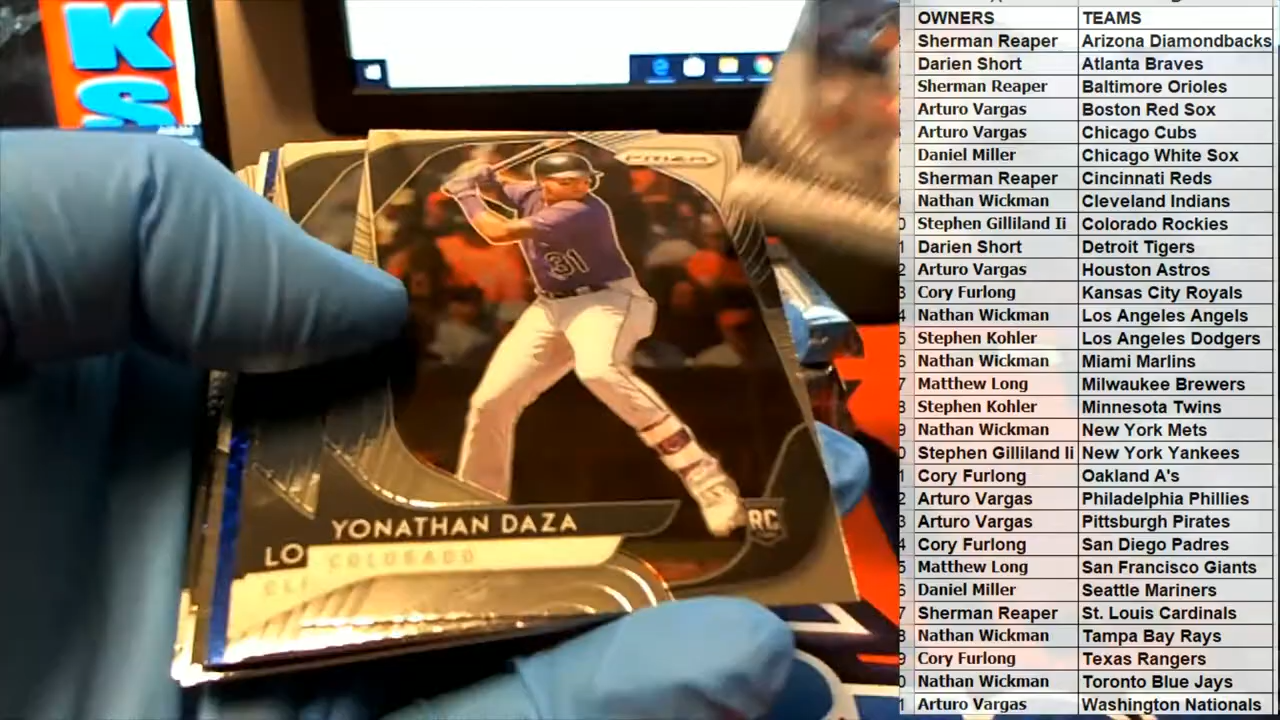 KS
PRIZM
31
YONATHAN DAZA
COLORADO
RC
LO
CLE
OWNERS TEAMS
Sherman Reaper Arizona Diamondbacks
Darien Short Atlanta Braves
Sherman Reaper Baltimore Orioles
Arturo Vargas Boston Red Sox
Arturo Vargas Chicago Cubs
Daniel Miller Chicago White Sox
Sherman Reaper Cincinnati Reds
Nathan Wickman Cleveland Indians
Stephen Gilliland Ii Colorado Rockies
Darien Short Detroit Tigers
Arturo Vargas Houston Astros
Cory Furlong Kansas City Royals
Nathan Wickman Los Angeles Angels
Stephen Kohler Los Angeles Dodgers
Nathan Wickman Miami Marlins
Matthew Long Milwaukee Brewers
Stephen Kohler Minnesota Twins
Nathan Wickman New York Mets
Stephen Gilliland Ii New York Yankees
Cory Furlong Oakland A's
Arturo Vargas Philadelphia Phillies
Arturo Vargas Pittsburgh Pirates
Cory Furlong San Diego Padres
Matthew Long San Francisco Giants
Daniel Miller Seattle Mariners
Sherman Reaper St. Louis Cardinals
Nathan Wickman Tampa Bay Rays
Cory Furlong Texas Rangers
Nathan Wickman Toronto Blue Jays
Arturo Vargas Washington Nationals